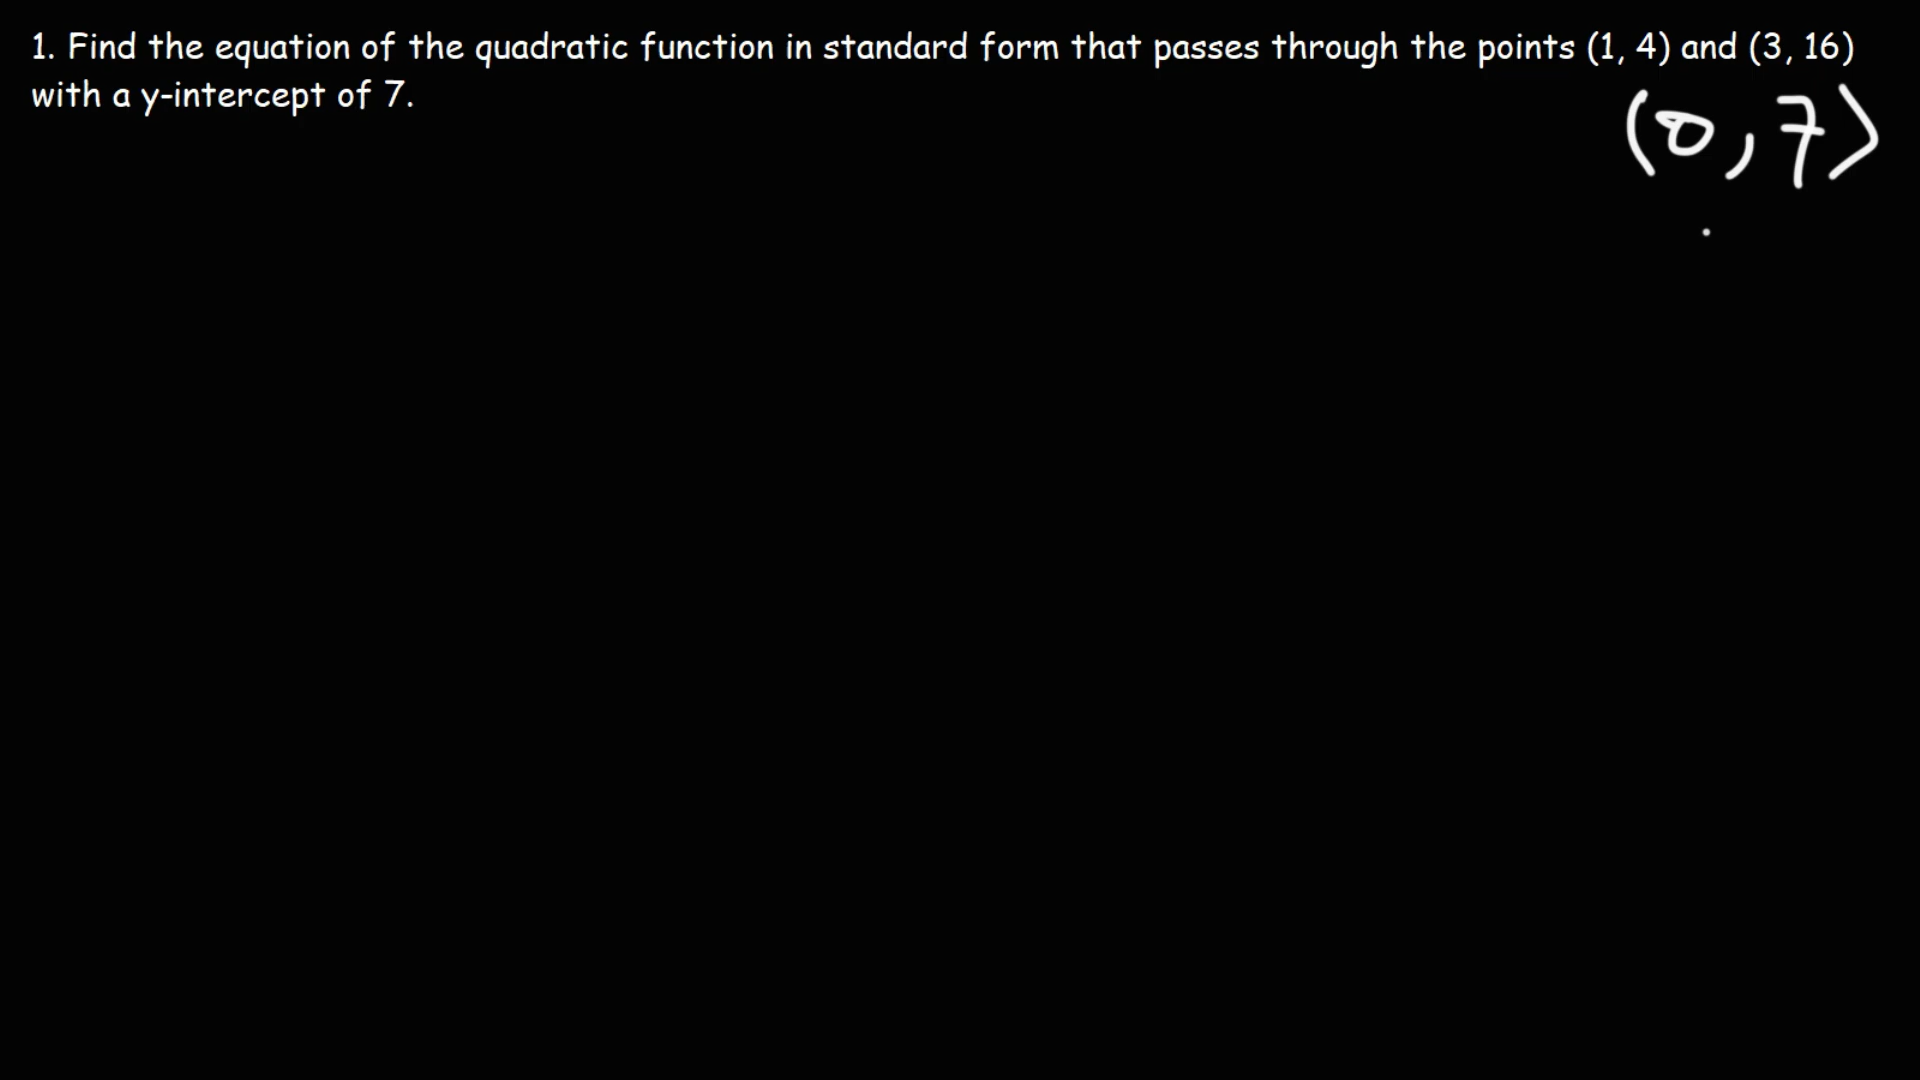 1. Find the equation of the quadratic function in standard form that passes through the points (1, 4) and (3, 16)
with a y-intercept of 7.
(0,7)